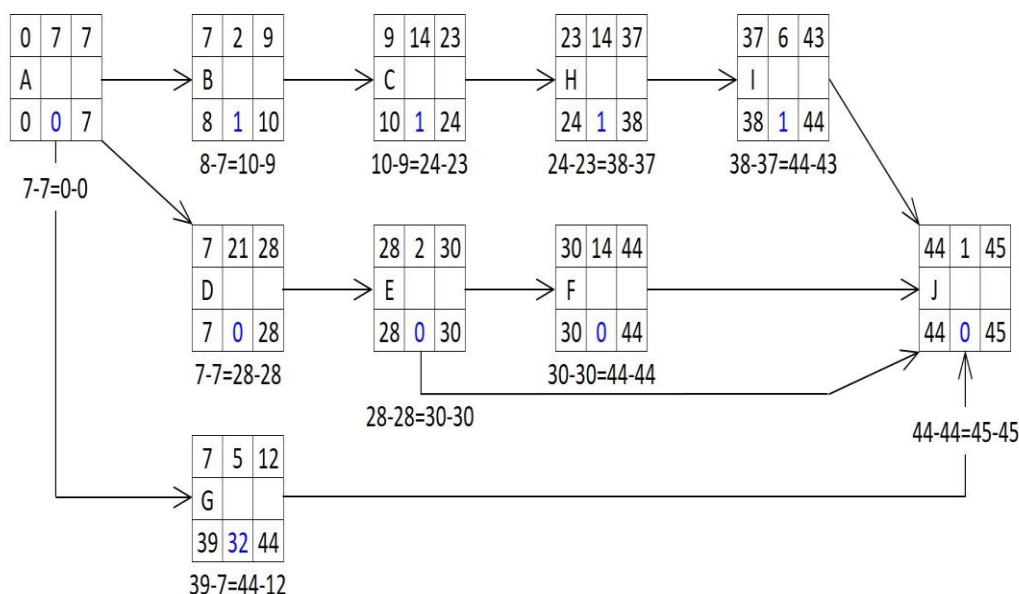 0 7 7
A
0 0 7
7-7=0-0
7 2 9
B
8 1 10
8-7=10-9
9 14 23
C
10 1 24
10-9=24-23
23 14 37
H
24 1 38
24-23=38-37
37 6 43
I
38 1 44
38-37=44-43
7 21 28
D
7 0 28
7-7=28-28
28 2 30
E
28 0 30
28-28=30-30
30 14 44
F
30 0 44
30-30=44-44
44 1 45
J
44 0 45
44-44=45-45
7 5 12
G
39 32 44
39-7=44-12